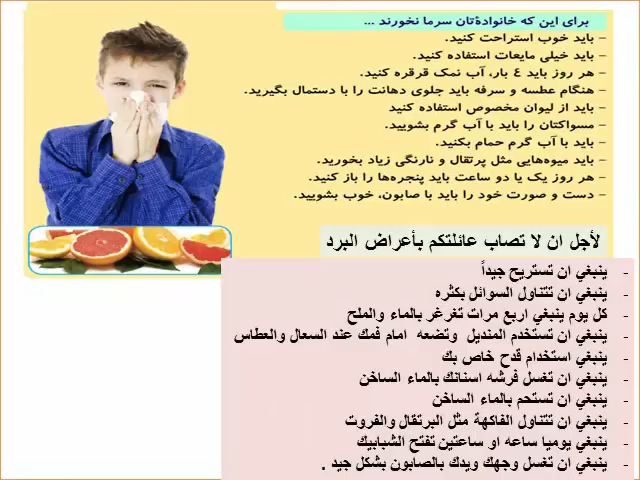 برای این که خانوادهٔ‌تان سرما نخورند ...
– باید خوب استراحت کنید.
– باید خیلی مایعات استفاده کنید.
– هر روز باید ٤ بار، آب نمک قرقره کنید.
– هنگام عطسه و سرفه باید جلوی دهانت را با دستمال بگیرید.
– باید از لیوان مخصوص استفاده کنید
– مسواکتان را باید با آب گرم بشویید.
– باید با آب گرم حمام بکنید.
– باید میوه‌هایی مثل پرتقال و نارنگی زیاد بخورید.
– هر روز یک یا دو ساعت باید پنجره‌ها را باز کنید.
– دست و صورت خود را باید با صابون، خوب بشویید.
لأجل ان لا تصاب عائلتكم بأعراض البرد
- ينبغي ان تستريح جيداً
- ينبغي ان تتناول السوائل بكثره
- كل يوم ينبغي اربع مرات تغرغر بالماء والملح
- ينبغي ان تستخدم المنديل وتضعه امام فمك عند السعال والعطاس
- ينبغي استخدام قدح خاص بك
- ينبغي ان تغسل فرشه اسنانك بالماء الساخن
- ينبغي ان تستحم بالماء الساخن
- ينبغي ان تتناول الفاكهة مثل البرتقال والفروت
- ينبغي يوميا ساعه او ساعتين تفتح الشبابيك
- ينبغي ان تغسل وجهك ويدك بالصابون بشكل جيد .